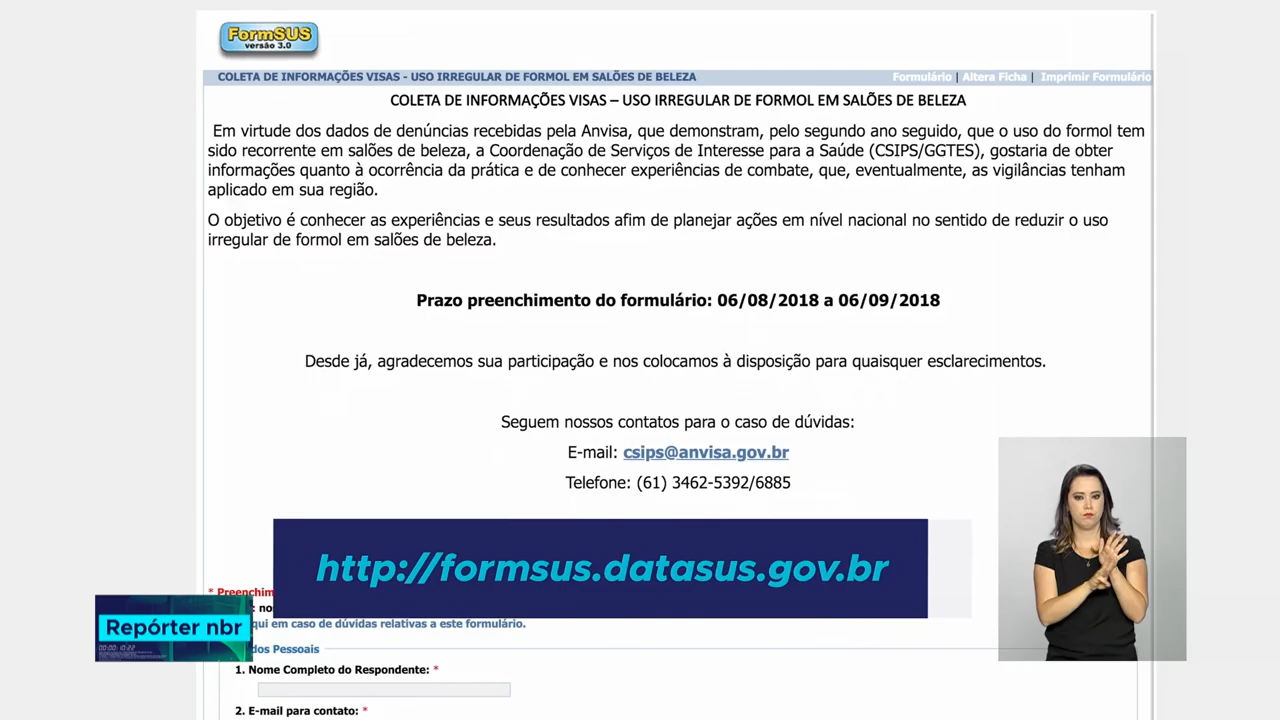 FormSUS
versão 3.0
COLETA DE INFORMAÇÕES VISAS - USO IRREGULAR DE FORMOL EM SALÕES DE BELEZA
Formulário | Altera Ficha | Imprimir Formulário
COLETA DE INFORMAÇÕES VISAS – USO IRREGULAR DE FORMOL EM SALÕES DE BELEZA
Em virtude dos dados de denúncias recebidas pela Anvisa, que demonstram, pelo segundo ano seguido, que o uso do formol tem
sido recorrente em salões de beleza, a Coordenação de Serviços de Interesse para a Saúde (CSIPS/GGTES), gostaria de obter
informações quanto à ocorrência da prática e de conhecer experiências de combate, que, eventualmente, as vigilâncias tenham
aplicado em sua região.
O objetivo é conhecer as experiências e seus resultados afim de planejar ações em nível nacional no sentido de reduzir o uso
irregular de formol em salões de beleza.
Prazo preenchimento do formulário: 06/08/2018 a 06/09/2018
Desde já, agradecemos sua participação e nos colocamos à disposição para quaisquer esclarecimentos.
Seguem nossos contatos para o caso de dúvidas:
E-mail: csips@anvisa.gov.br
Telefone: (61) 3462-5392/6885
http://formsus.datasus.gov.br
* Preenchim
: no
Repórter nbr
qui em caso de dúvidas relativas a este formulário.
dos Pessoais
1. Nome Completo do Respondente: *
2. E-mail para contato: *